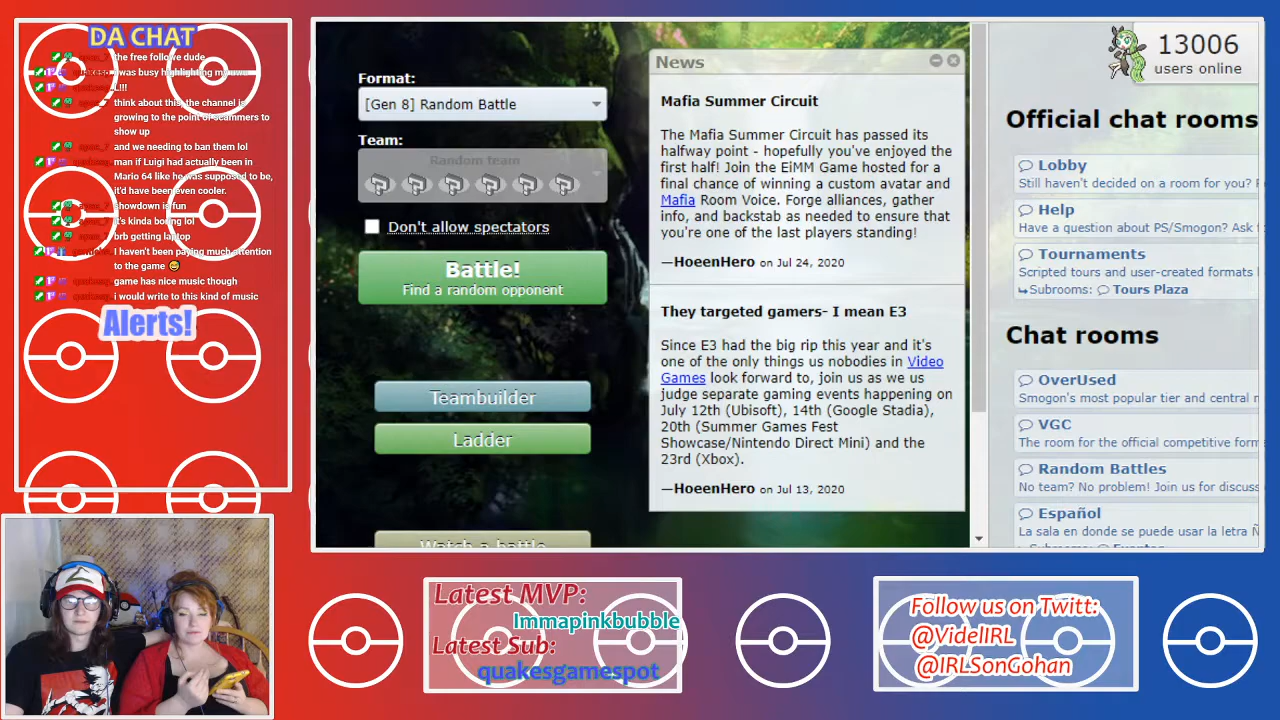 DA CHAT
the free followe dude
was busy highlighting my own
L!!!
think about this, the channel is
growing to the point of scammers to
show up
and we needing to ban them lol
man if Luigi had actually been in
Mario 64 like he was supposed to be,
it'd have been even cooler.
showdown is fun
it's kinda boring lol
brb getting laptop
I haven't been paying much attention
to the game
game has nice music though
i would write to this kind of music
Alerts!
Format:
[Gen 8] Random Battle
Team:
Random team
Don't allow spectators
Battle!
Find a random opponent
Teambuilder
Ladder
Watch a battle
News
Mafia Summer Circuit
The Mafia Summer Circuit has passed its
halfway point - hopefully you've enjoyed the
first half! Join the EiMM Game hosted for a
final chance of winning a custom avatar and
Mafia Room Voice. Forge alliances, gather
info, and backstab as needed to ensure that
you're one of the last players standing!
—HoeenHero on Jul 24, 2020
They targeted gamers- I mean E3
Since E3 had the big rip this year and it's
one of the only things us nobodies in Video
Games look forward to, join us as we us
judge separate gaming events happening on
July 12th (Ubisoft), 14th (Google Stadia),
20th (Summer Games Fest
Showcase/Nintendo Direct Mini) and the
23rd (Xbox).
—HoeenHero on Jul 13, 2020
13006
users online
Official chat rooms
Lobby
Still haven't decided on a room for you?
Help
Have a question about PS/Smogon? Ask
Tournaments
Scripted tours and user-created formats
Subrooms: Tours Plaza
Chat rooms
OverUsed
Smogon's most popular tier and central
VGC
The room for the official competitive form
Random Battles
No team? No problem! Join us for discuss
Español
La sala en donde se puede usar la letra Ñ
Latest MVP:
Immapinkbubble
Latest Sub:
quakesgamespot
Follow us on Twitt:
@VidelIRL
@IRLSonGohan